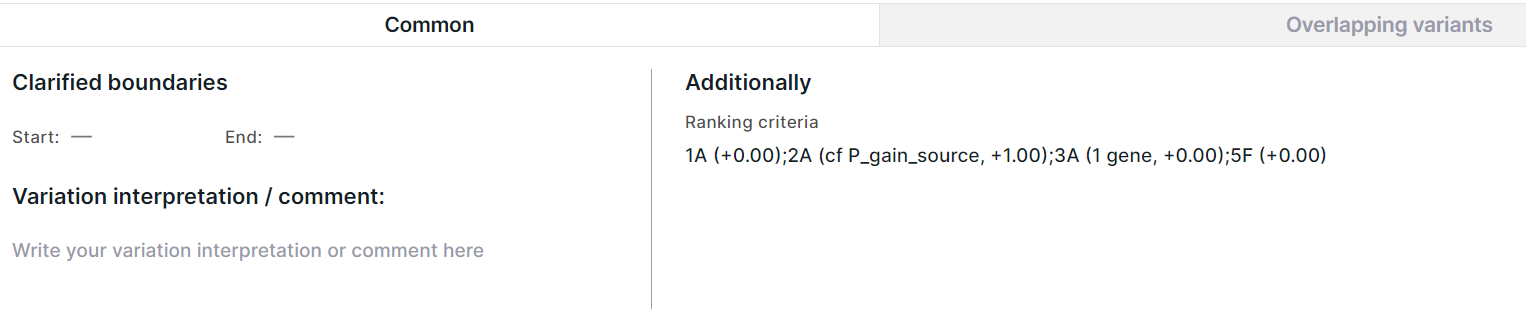 Common
Overlapping variants
Clarified boundaries
Start: —
End: —
Variation interpretation / comment:
Write your variation interpretation or comment here
Additionally
Ranking criteria
1A (+0.00);2A (cf P_gain_source, +1.00);3A (1 gene, +0.00);5F (+0.00)